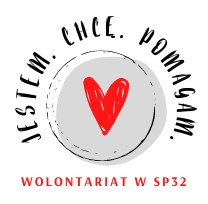 JESTEM. CHCĘ. POMAGAM.
WOLONTARIAT W SP32